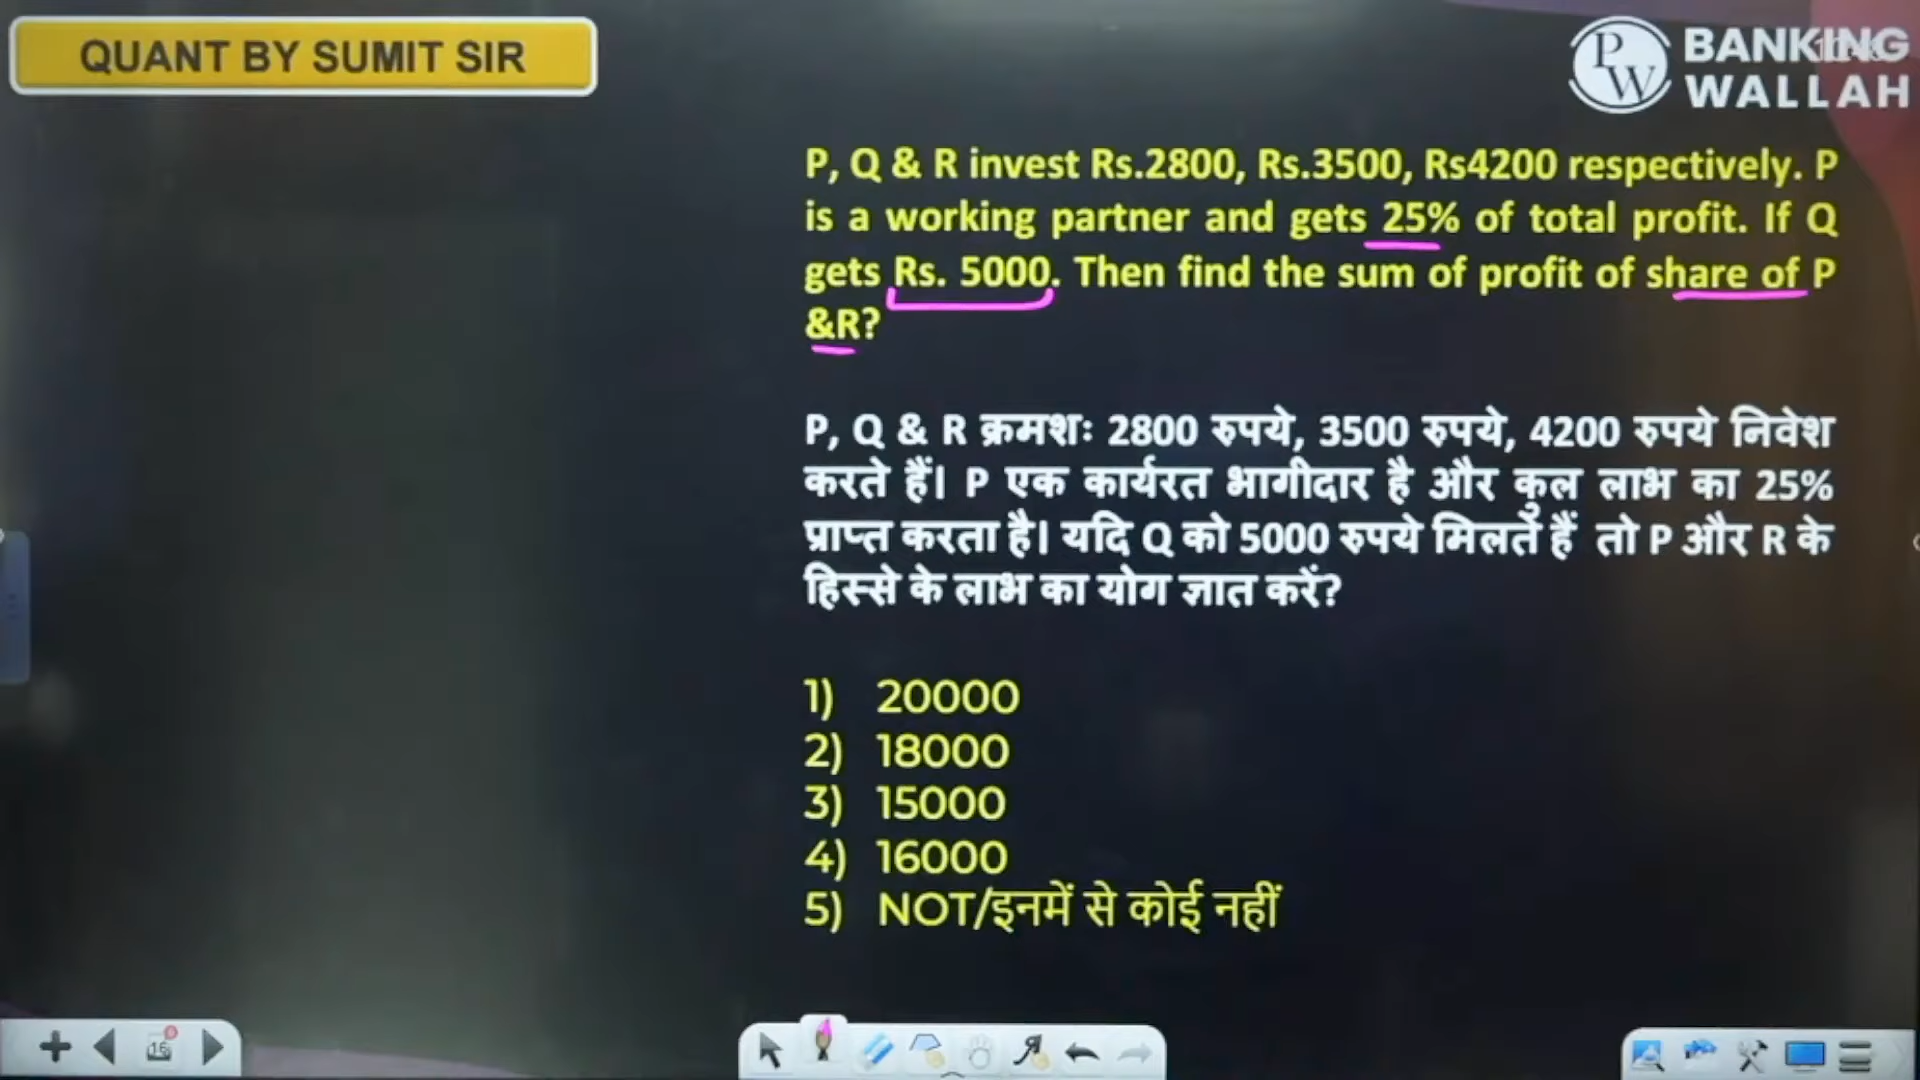 QUANT BY SUMIT SIR
PW
BANKING
WALLAH
P, Q & R invest Rs.2800, Rs.3500, Rs4200 respectively. P
is a working partner and gets 25% of total profit. If Q
gets Rs. 5000. Then find the sum of profit of share of P
&R?
P, Q & R क्रमशः 2800 रुपये, 3500 रुपये, 4200 रुपये निवेश
करते हैं। P एक कार्यरत भागीदार है और कुल लाभ का 25%
प्राप्त करता है। यदि Q को 5000 रुपये मिलते हैं तो P और R के
हिस्से के लाभ का योग ज्ञात करें?
1) 20000
2) 18000
3) 15000
4) 16000
5) NOT/इनमें से कोई नहीं
16